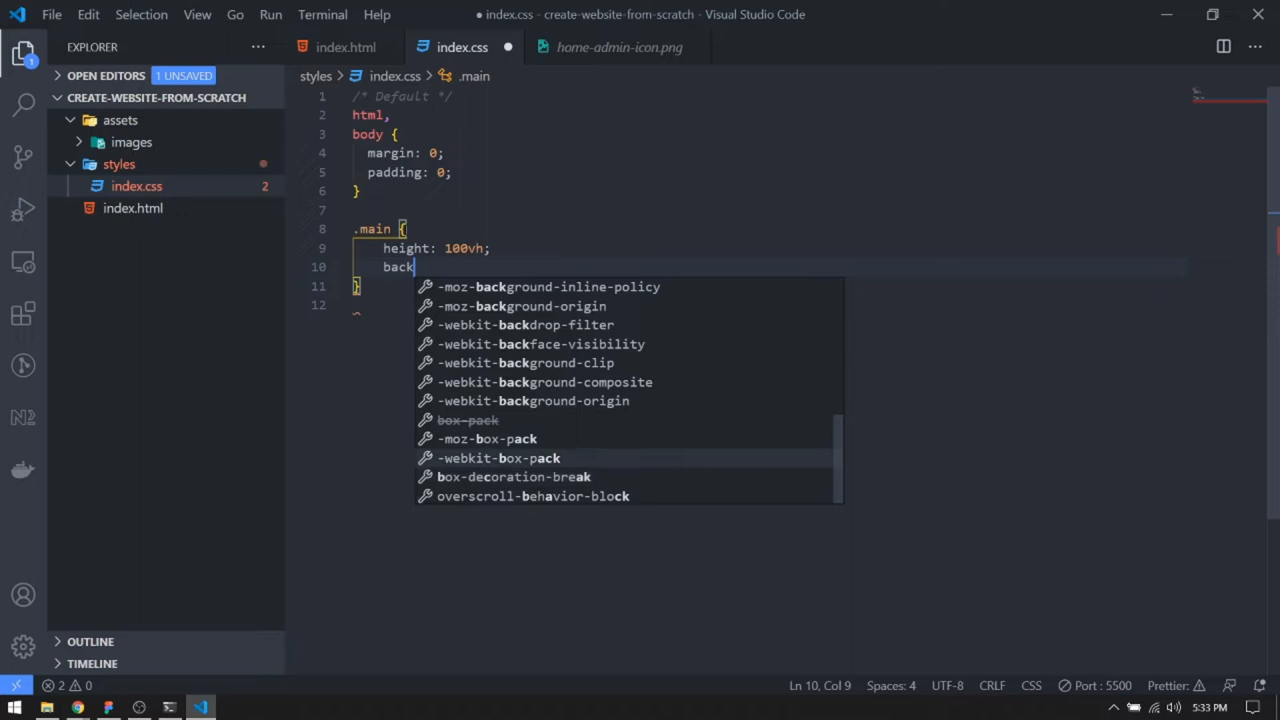 File Edit Selection View Go Run Terminal Help
● index.css - create-website-from-scratch - Visual Studio Code
EXPLORER ···
index.html index.css ● home-admin-icon.png
OPEN EDITORS 1 UNSAVED
styles > index.css > .main
CREATE-WEBSITE-FROM-SCRATCH
assets
images
styles
index.css 2
index.html
1 /* Default */
2 html,
3 body {
4 margin: 0;
5 padding: 0;
6 }
7
8 .main {
9 height: 100vh;
10 back
11 }
12
-moz-background-inline-policy
-moz-background-origin
-webkit-backdrop-filter
-webkit-backface-visibility
-webkit-background-clip
-webkit-background-composite
-webkit-background-origin
box-pack
-moz-box-pack
-webkit-box-pack
box-decoration-break
overscroll-behavior-block
1
N2
OUTLINE
TIMELINE
2 0 Ln 10, Col 9 Spaces: 4 UTF-8 CRLF CSS Port : 5500 Prettier:
5:33 PM